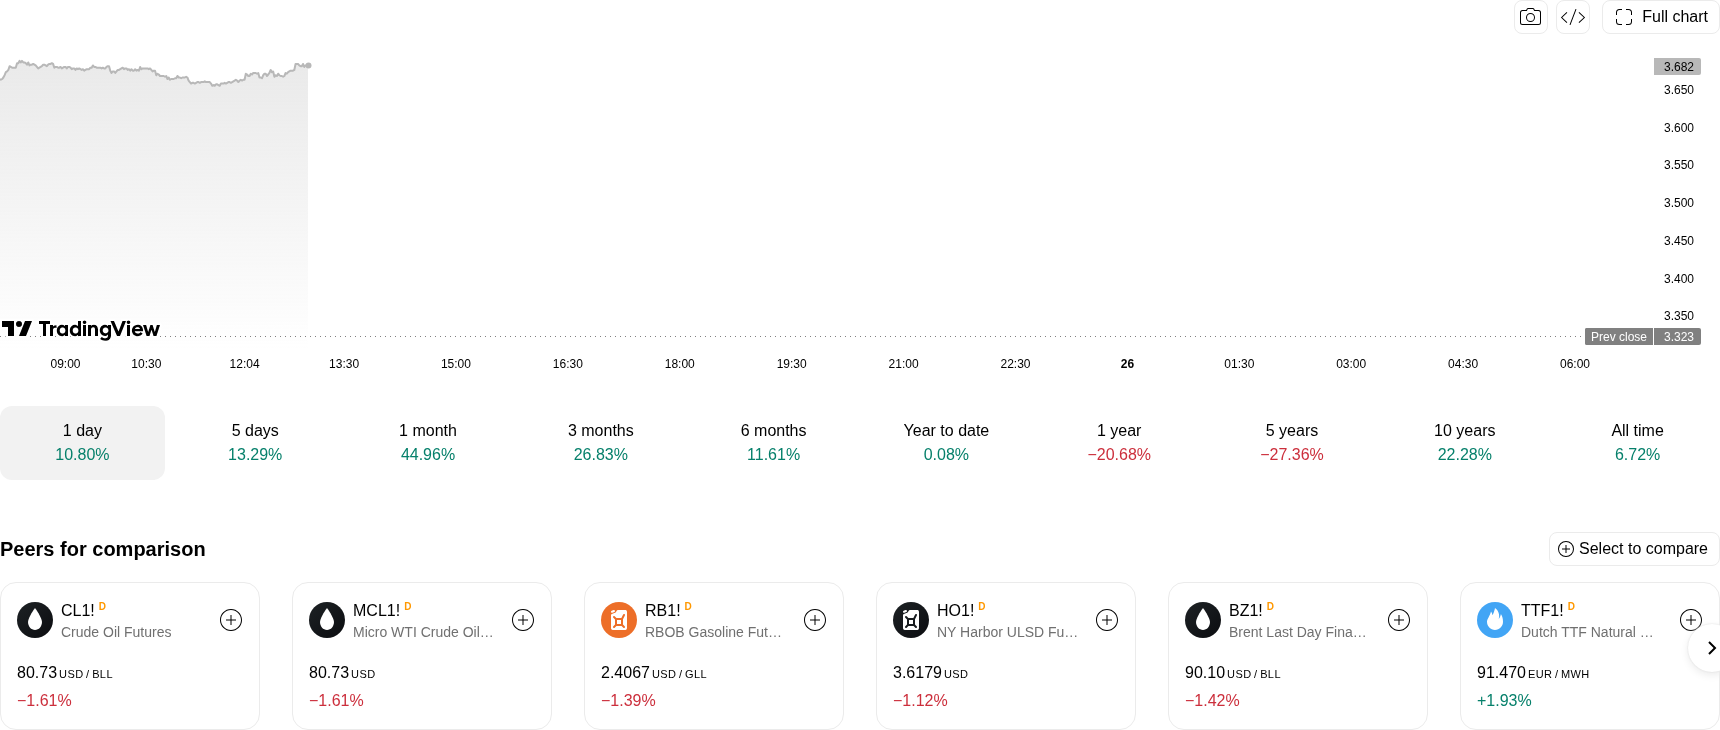 Full chart
3.682
3.650
3.600
3.550
3.500
3.450
3.400
3.350
TradingView
Prev close 3.323
09:00 10:30 12:04 13:30 15:00 16:30 18:00 19:30 21:00 22:30 26 01:30 03:00 04:30 06:00
1 day 5 days 1 month 3 months 6 months Year to date 1 year 5 years 10 years All time
10.80% 13.29% 44.96% 26.83% 11.61% 0.08% −20.68% −27.36% 22.28% 6.72%
Peers for comparison
Select to compare
CL1! D
Crude Oil Futures
80.73 USD / BLL
−1.61%
MCL1! D
Micro WTI Crude Oil…
80.73 USD
−1.61%
RB1! D
RBOB Gasoline Fut…
2.4067 USD / GLL
−1.39%
HO1! D
NY Harbor ULSD Fu…
3.6179 USD
−1.12%
BZ1! D
Brent Last Day Fina…
90.10 USD / BLL
−1.42%
TTF1! D
Dutch TTF Natural …
91.470 EUR / MWH
+1.93%